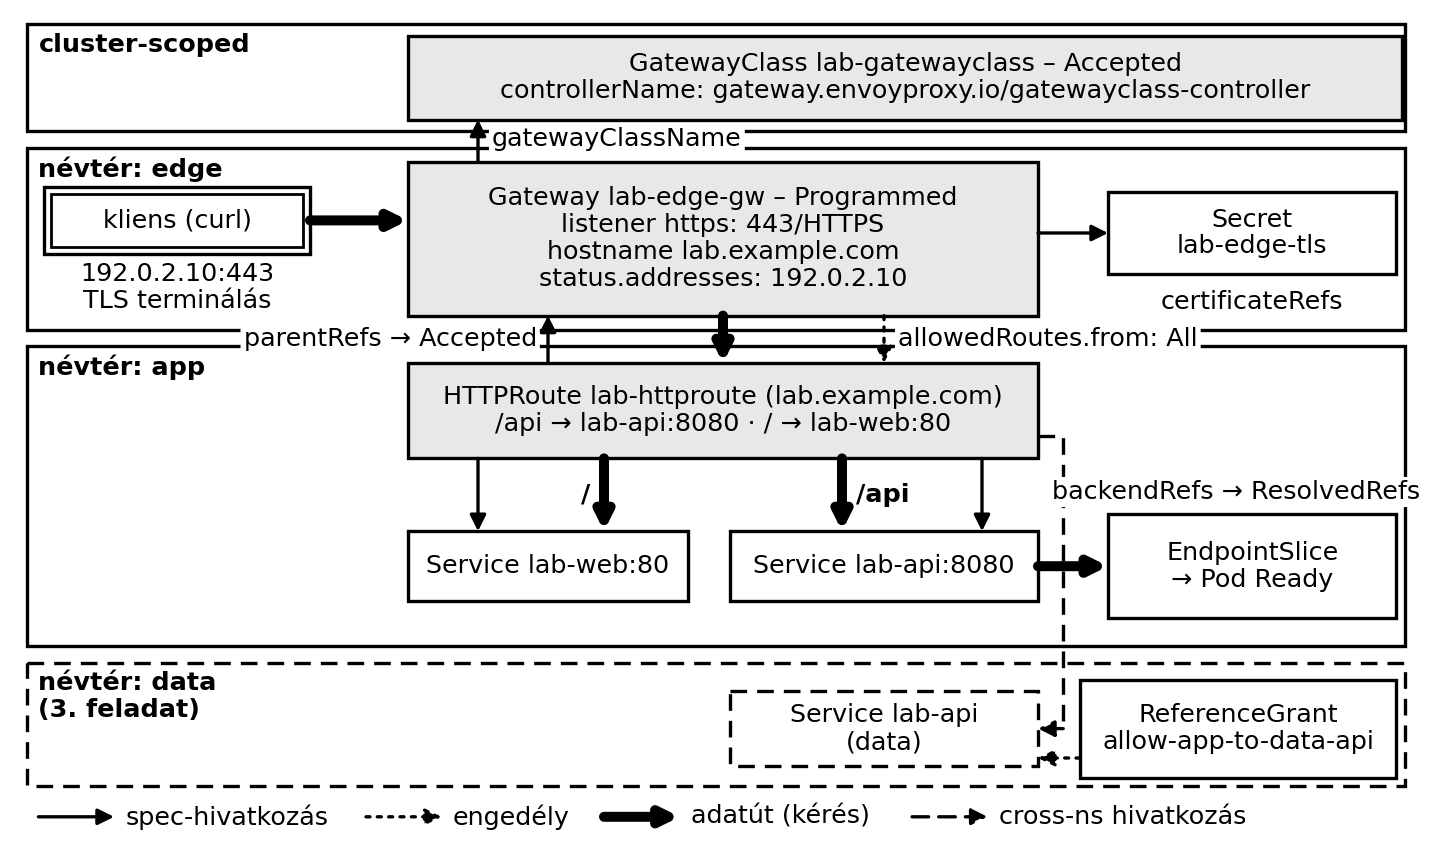 cluster-scoped
GatewayClass lab-gatewayclass – Accepted
controllerName: gateway.envoyproxy.io/gatewayclass-controller
gatewayClassName
névtér: edge
kliens (curl)
192.0.2.10:443
TLS terminálás
Gateway lab-edge-gw – Programmed
listener https: 443/HTTPS
hostname lab.example.com
status.addresses: 192.0.2.10
Secret
lab-edge-tls
certificateRefs
parentRefs → Accepted
allowedRoutes.from: All
névtér: app
HTTPRoute lab-httproute (lab.example.com)
/api → lab-api:8080 · / → lab-web:80
/
/api
backendRefs → ResolvedRefs
Service lab-web:80
Service lab-api:8080
EndpointSlice
→ Pod Ready
névtér: data
(3. feladat)
Service lab-api
(data)
ReferenceGrant
allow-app-to-data-api
spec-hivatkozás
engedély
adatút (kérés)
cross-ns hivatkozás